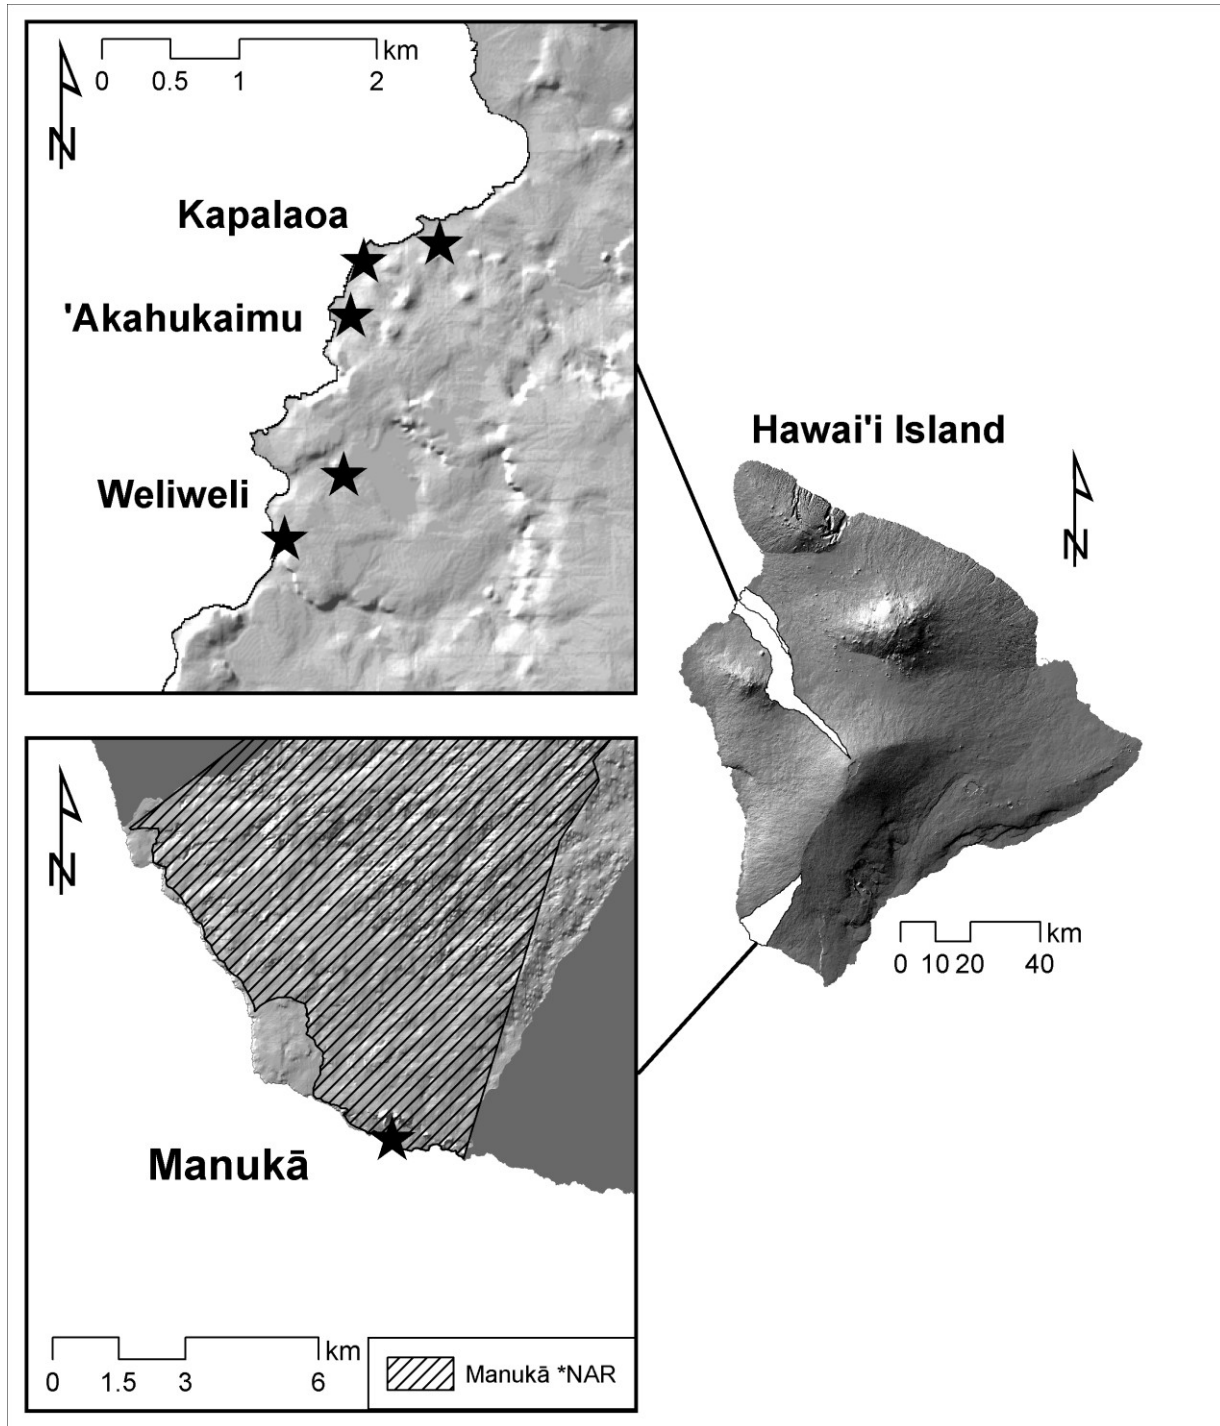 km
0 0.5 1 2
N
Kapalaoa
'Akahukaimu
Weliweli
Hawai'i Island
N
km
0 10 20 40
N
Manukā
km
0 1.5 3 6
Manukā *NAR